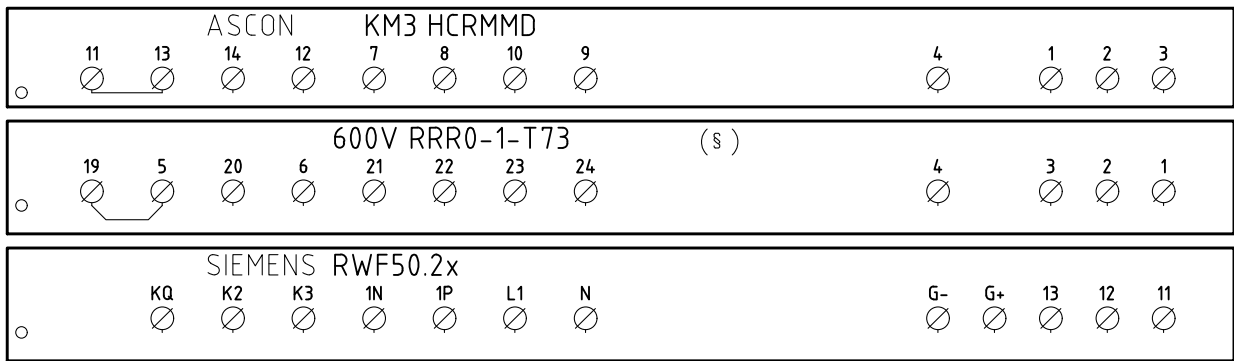 ASCON KM3 HCRMMD
11 13 14 12 7 8 10 9 4 1 2 3
600V RRR0-1-T73 (§)
19 5 20 6 21 22 23 24 4 3 2 1
SIEMENS RWF50.2x
KQ K2 K3 1N 1P L1 N G- G+ 13 12 11